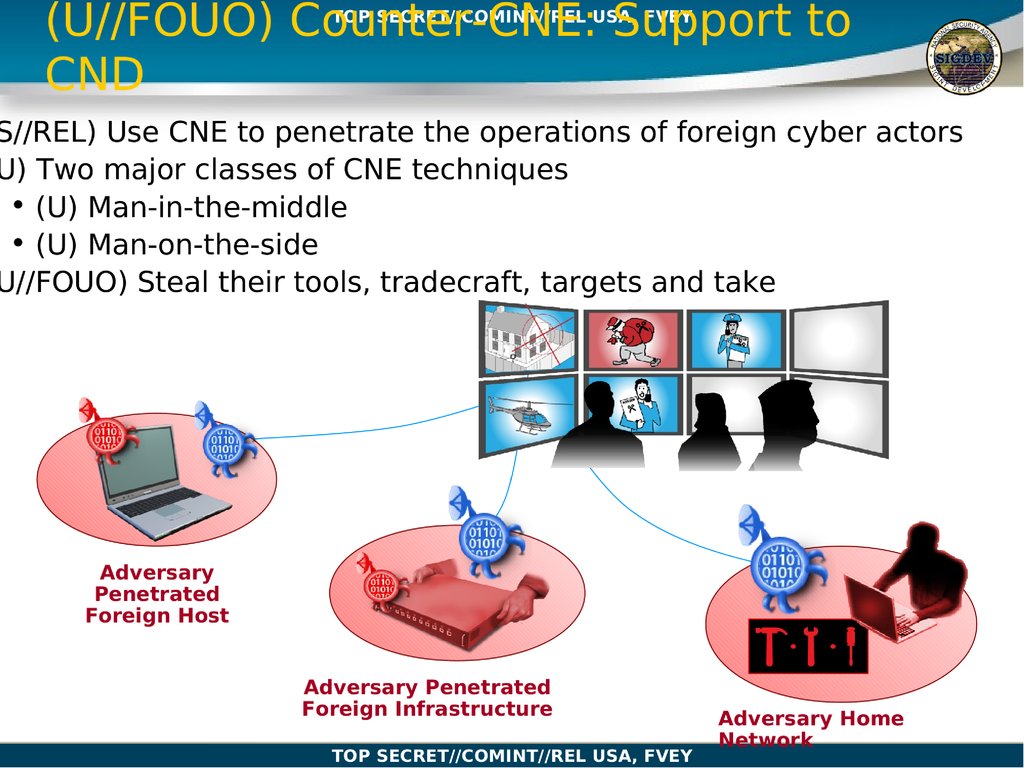 TOP SECRET//COMINT//REL USA, FVEY
(U//FOUO) Counter-CNE: Support to
CND
SIGDEV
S//REL) Use CNE to penetrate the operations of foreign cyber actors
U) Two major classes of CNE techniques
• (U) Man-in-the-middle
• (U) Man-on-the-side
U//FOUO) Steal their tools, tradecraft, targets and take
Adversary
Penetrated
Foreign Host
Adversary Penetrated
Foreign Infrastructure
Adversary Home
Network
TOP SECRET//COMINT//REL USA, FVEY